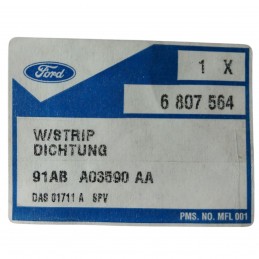 Ford
1 X
6 807 564
W/STRIP
DICHTUNG
91AB A03590 AA
DAS 01711 A SPV
PMS. NO. MFL 001